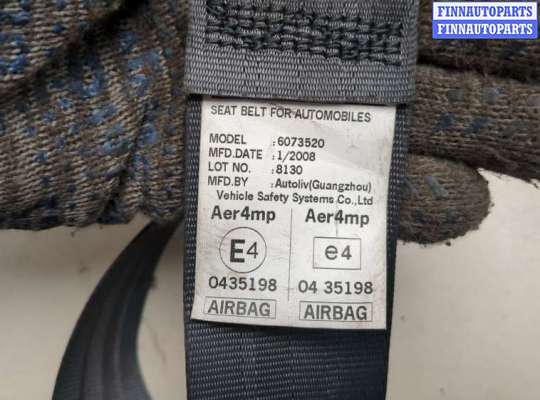 FINNAUTOPARTS
FINNAUTOPARTS
SEAT BELT FOR AUTOMOBILES
MODEL :6073520
MFD.DATE :1/2008
LOT NO. :8130
MFD.BY :Autoliv(Guangzhou)
Vehicle Safety Systems Co.,Ltd
Aer4mp Aer4mp
E4 e4
0435198 04 35198
AIRBAG AIRBAG